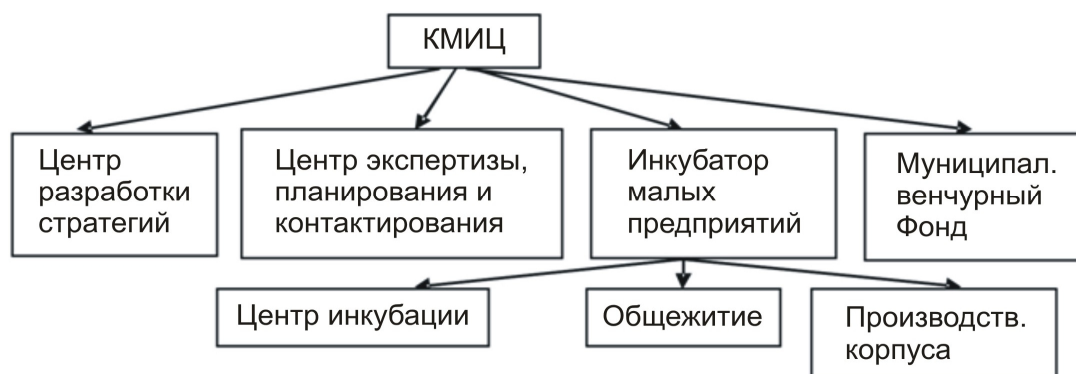 КМИЦ
Центр
разработки
стратегий
Центр экспертизы,
планирования и
контактирования
Инкубатор
малых
предприятий
Муниципал.
венчурный
Фонд
Центр инкубации
Общежитие
Производств.
корпуса